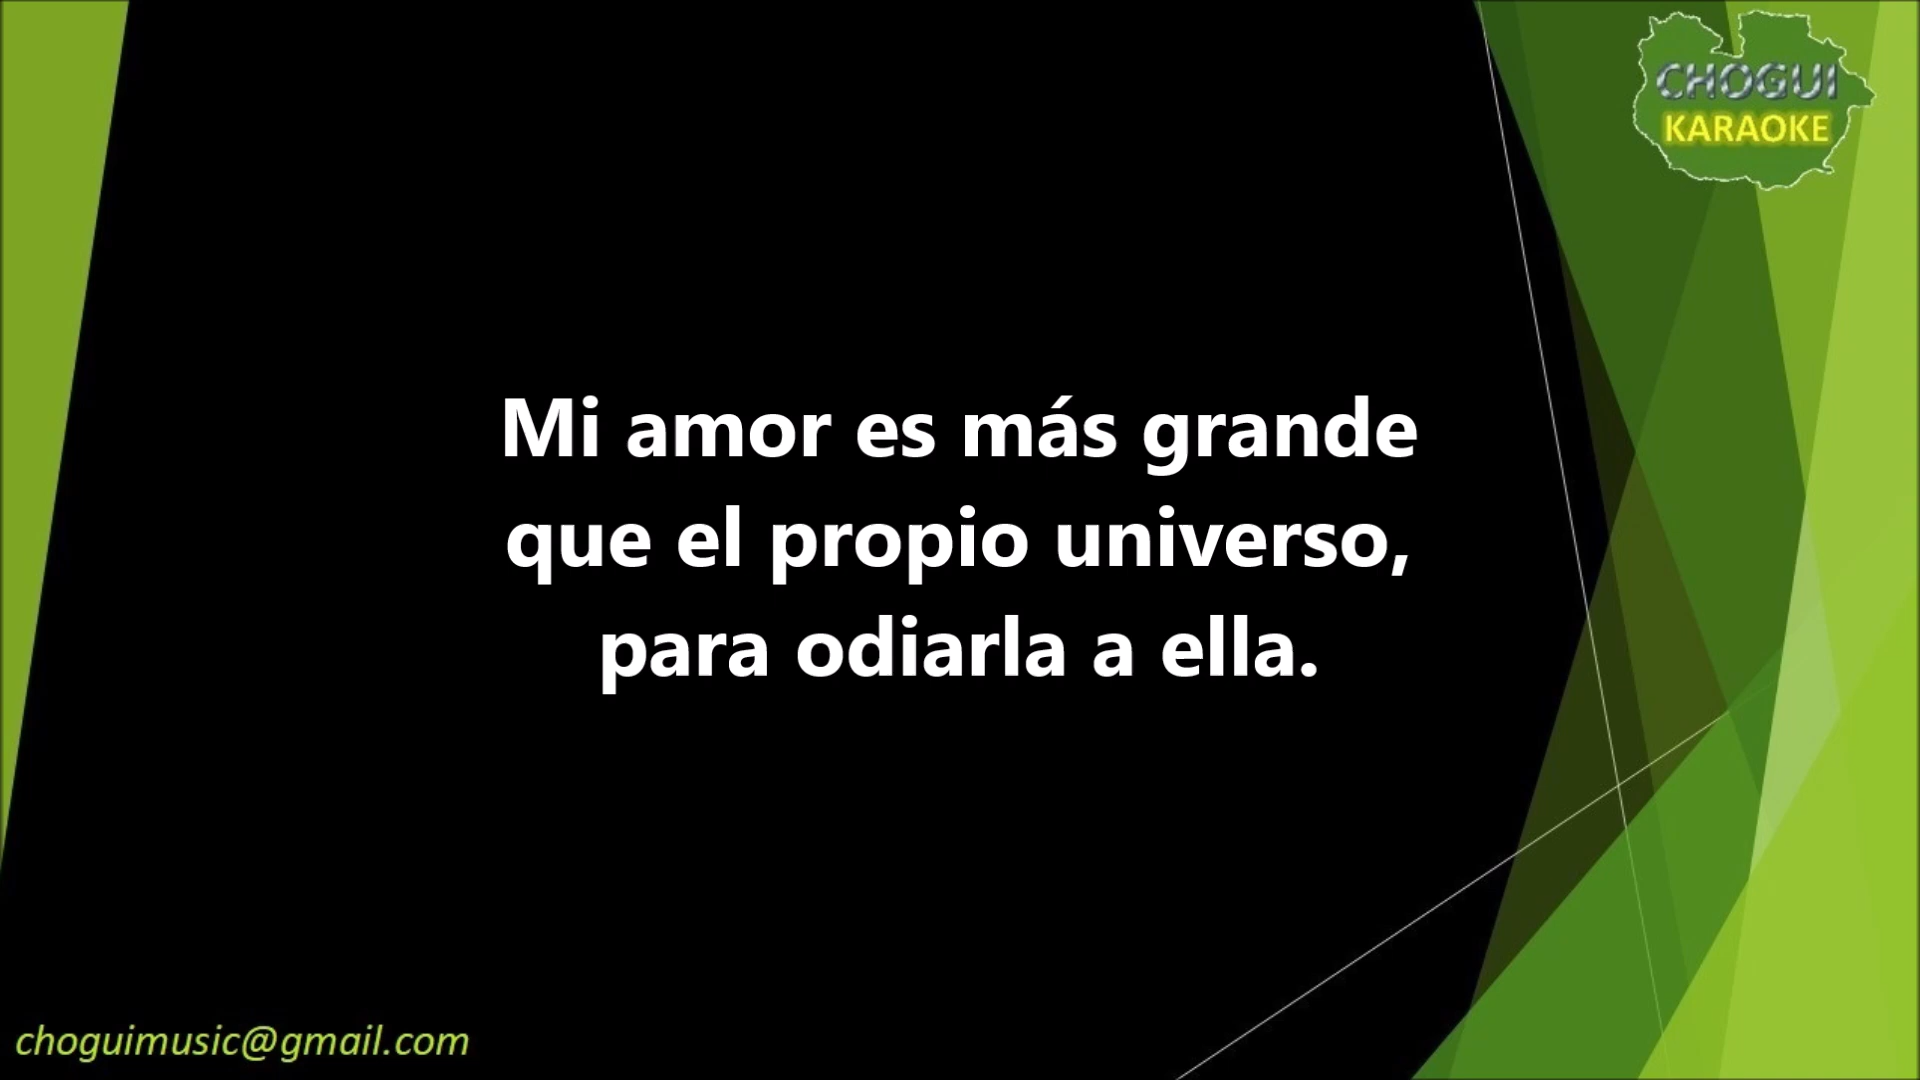 CHOGUI
KARAOKE
Mi amor es más grande
que el propio universo,
para odiarla a ella.
choguimusic@gmail.com